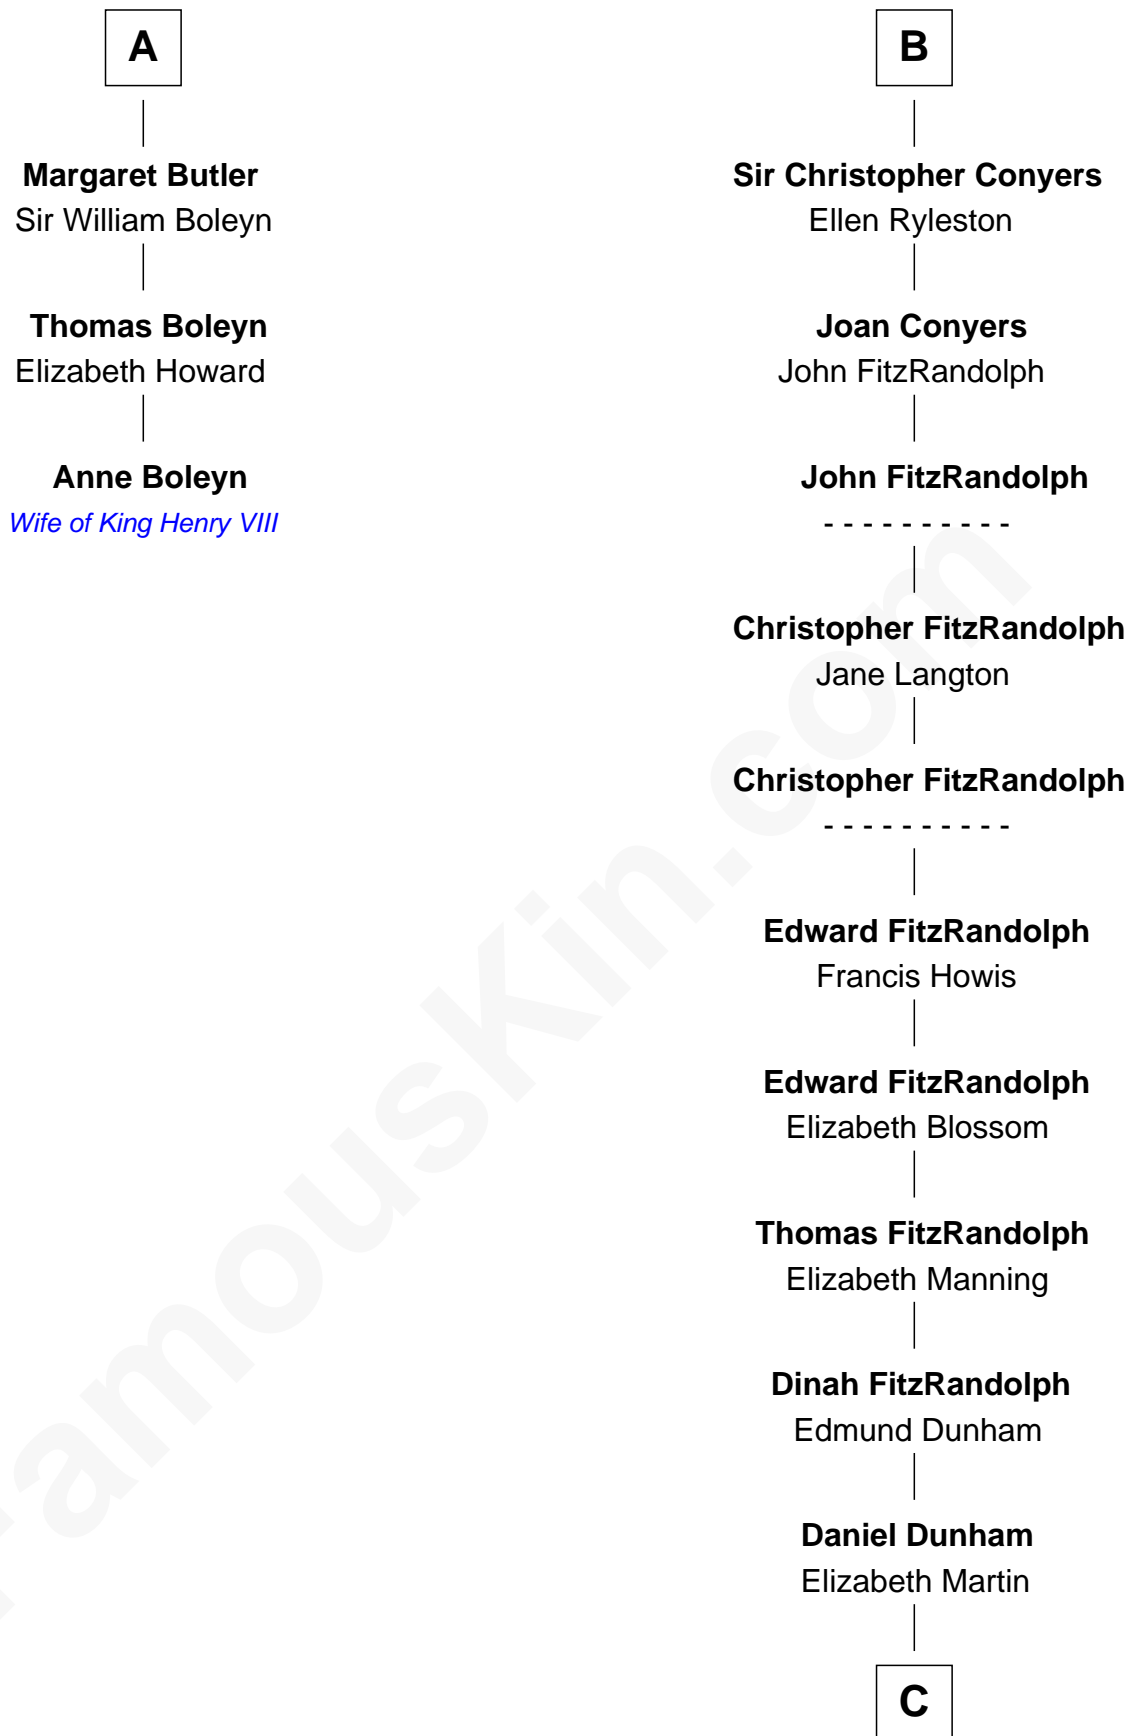 A
Margaret Butler
Sir William Boleyn
Thomas Boleyn
Elizabeth Howard
Anne Boleyn
Wife of King Henry VIII
B
Sir Christopher Conyers
Ellen Ryleston
Joan Conyers
John FitzRandolph
John FitzRandolph
- - - - - - - - - -
Christopher FitzRandolph
Jane Langton
Christopher FitzRandolph
- - - - - - - - - -
Edward FitzRandolph
Francis Howis
Edward FitzRandolph
Elizabeth Blossom
Thomas FitzRandolph
Elizabeth Manning
Dinah FitzRandolph
Edmund Dunham
Daniel Dunham
Elizabeth Martin
C
FamousKin.com